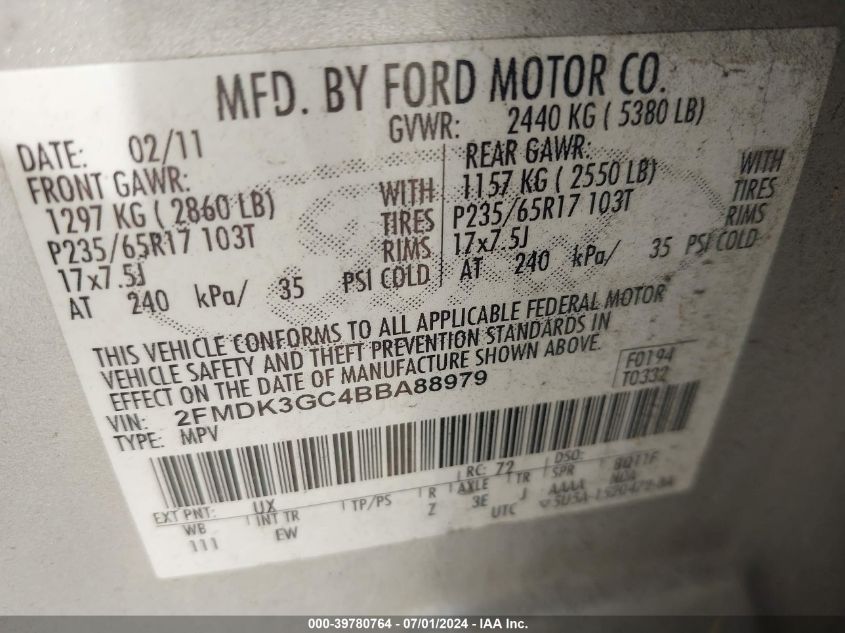 MFD. BY FORD MOTOR CO.
DATE: 02/11 GVWR: 2440 KG ( 5380 LB)
FRONT GAWR: REAR GAWR:
1297 KG ( 2860 LB) WITH 1157 KG ( 2550 LB) WITH
P235/65R17 103T TIRES P235/65R17 103T TIRES
17x7.5J RIMS 17x7.5J RIMS
AT 240 kPa/ 35 PSI COLD AT 240 kPa/ 35 PSI COLD
THIS VEHICLE CONFORMS TO ALL APPLICABLE FEDERAL MOTOR
VEHICLE SAFETY AND THEFT PREVENTION STANDARDS IN
EFFECT ON THE DATE OF MANUFACTURE SHOWN ABOVE.
VIN: 2FMDK3GC4BBA88979 F0194
TYPE: MPV T0332
EXT PNT: UX RC: 72 DSO:
WB INT TR TP/PS R AXLE TR SPR
111 EW Z 3E J AAAA
UTC
000-39780764 - 07/01/2024 - IAA Inc.